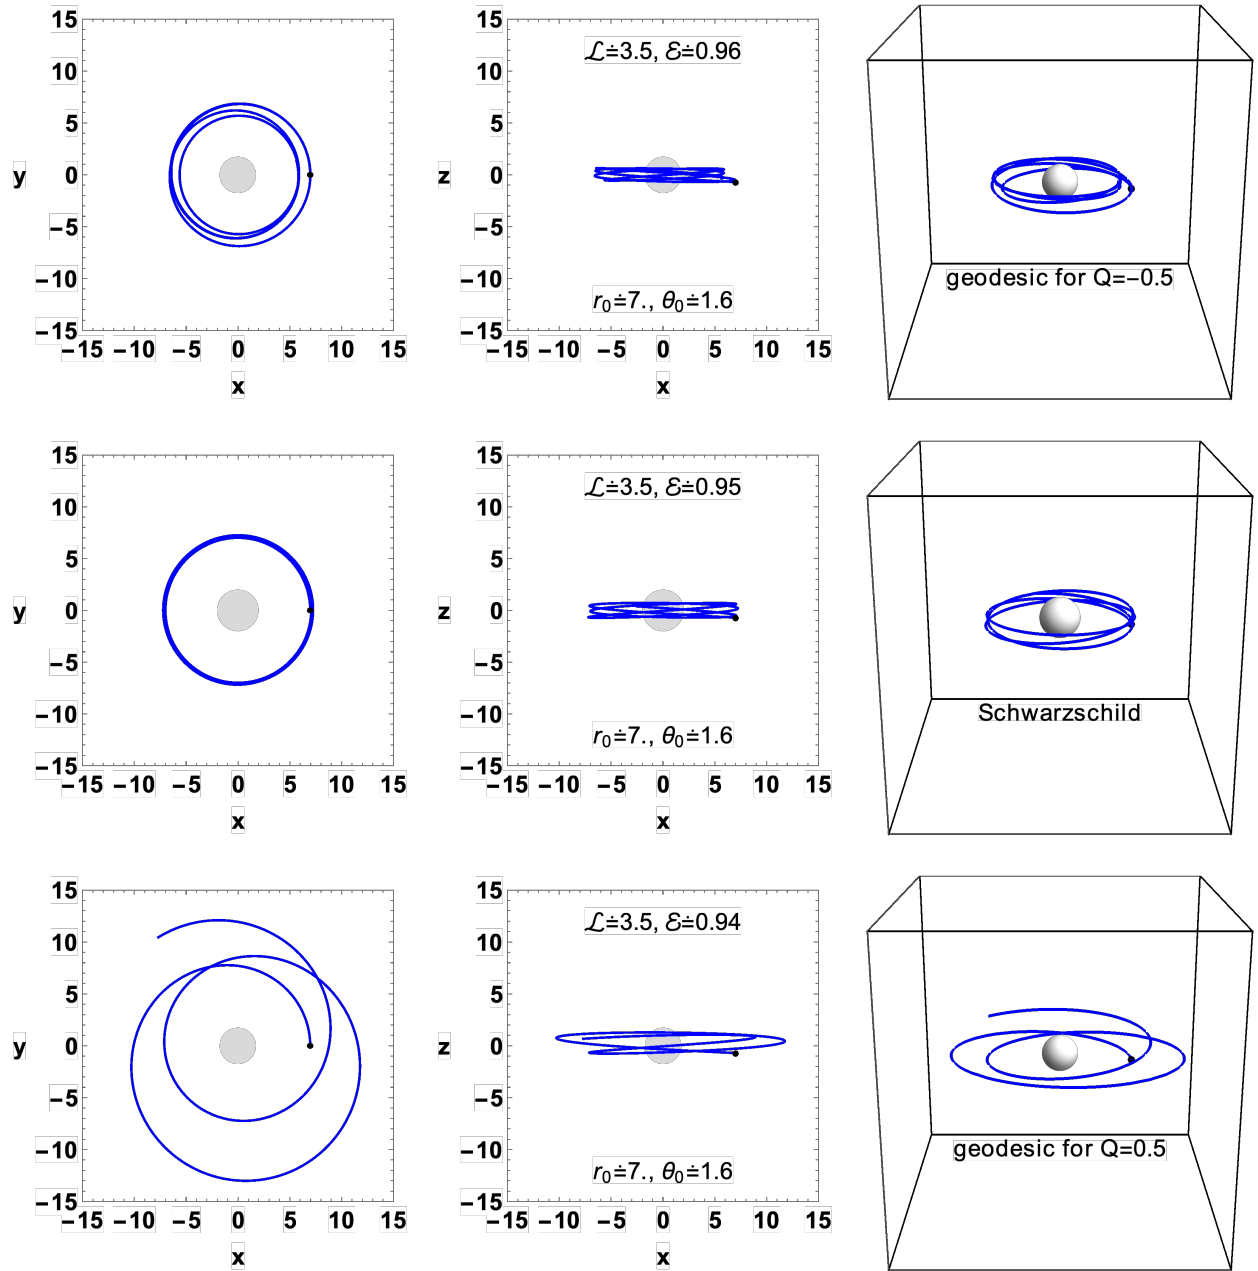 15
10
5
0
−5
−10
−15
−15 −10 −5 0 5 10 15
y
x
ℒ≐3.5, ℰ≐0.96
r₀≐7., θ₀≐1.6
15
10
5
0
−5
−10
−15
−15 −10 −5 0 5 10 15
z
x
geodesic for Q=−0.5
15
10
5
0
−5
−10
−15
−15 −10 −5 0 5 10 15
y
x
ℒ≐3.5, ℰ≐0.95
r₀≐7., θ₀≐1.6
15
10
5
0
−5
−10
−15
−15 −10 −5 0 5 10 15
z
x
Schwarzschild
15
10
5
0
−5
−10
−15
−15 −10 −5 0 5 10 15
y
x
ℒ≐3.5, ℰ≐0.94
r₀≐7., θ₀≐1.6
15
10
5
0
−5
−10
−15
−15 −10 −5 0 5 10 15
z
x
geodesic for Q=0.5